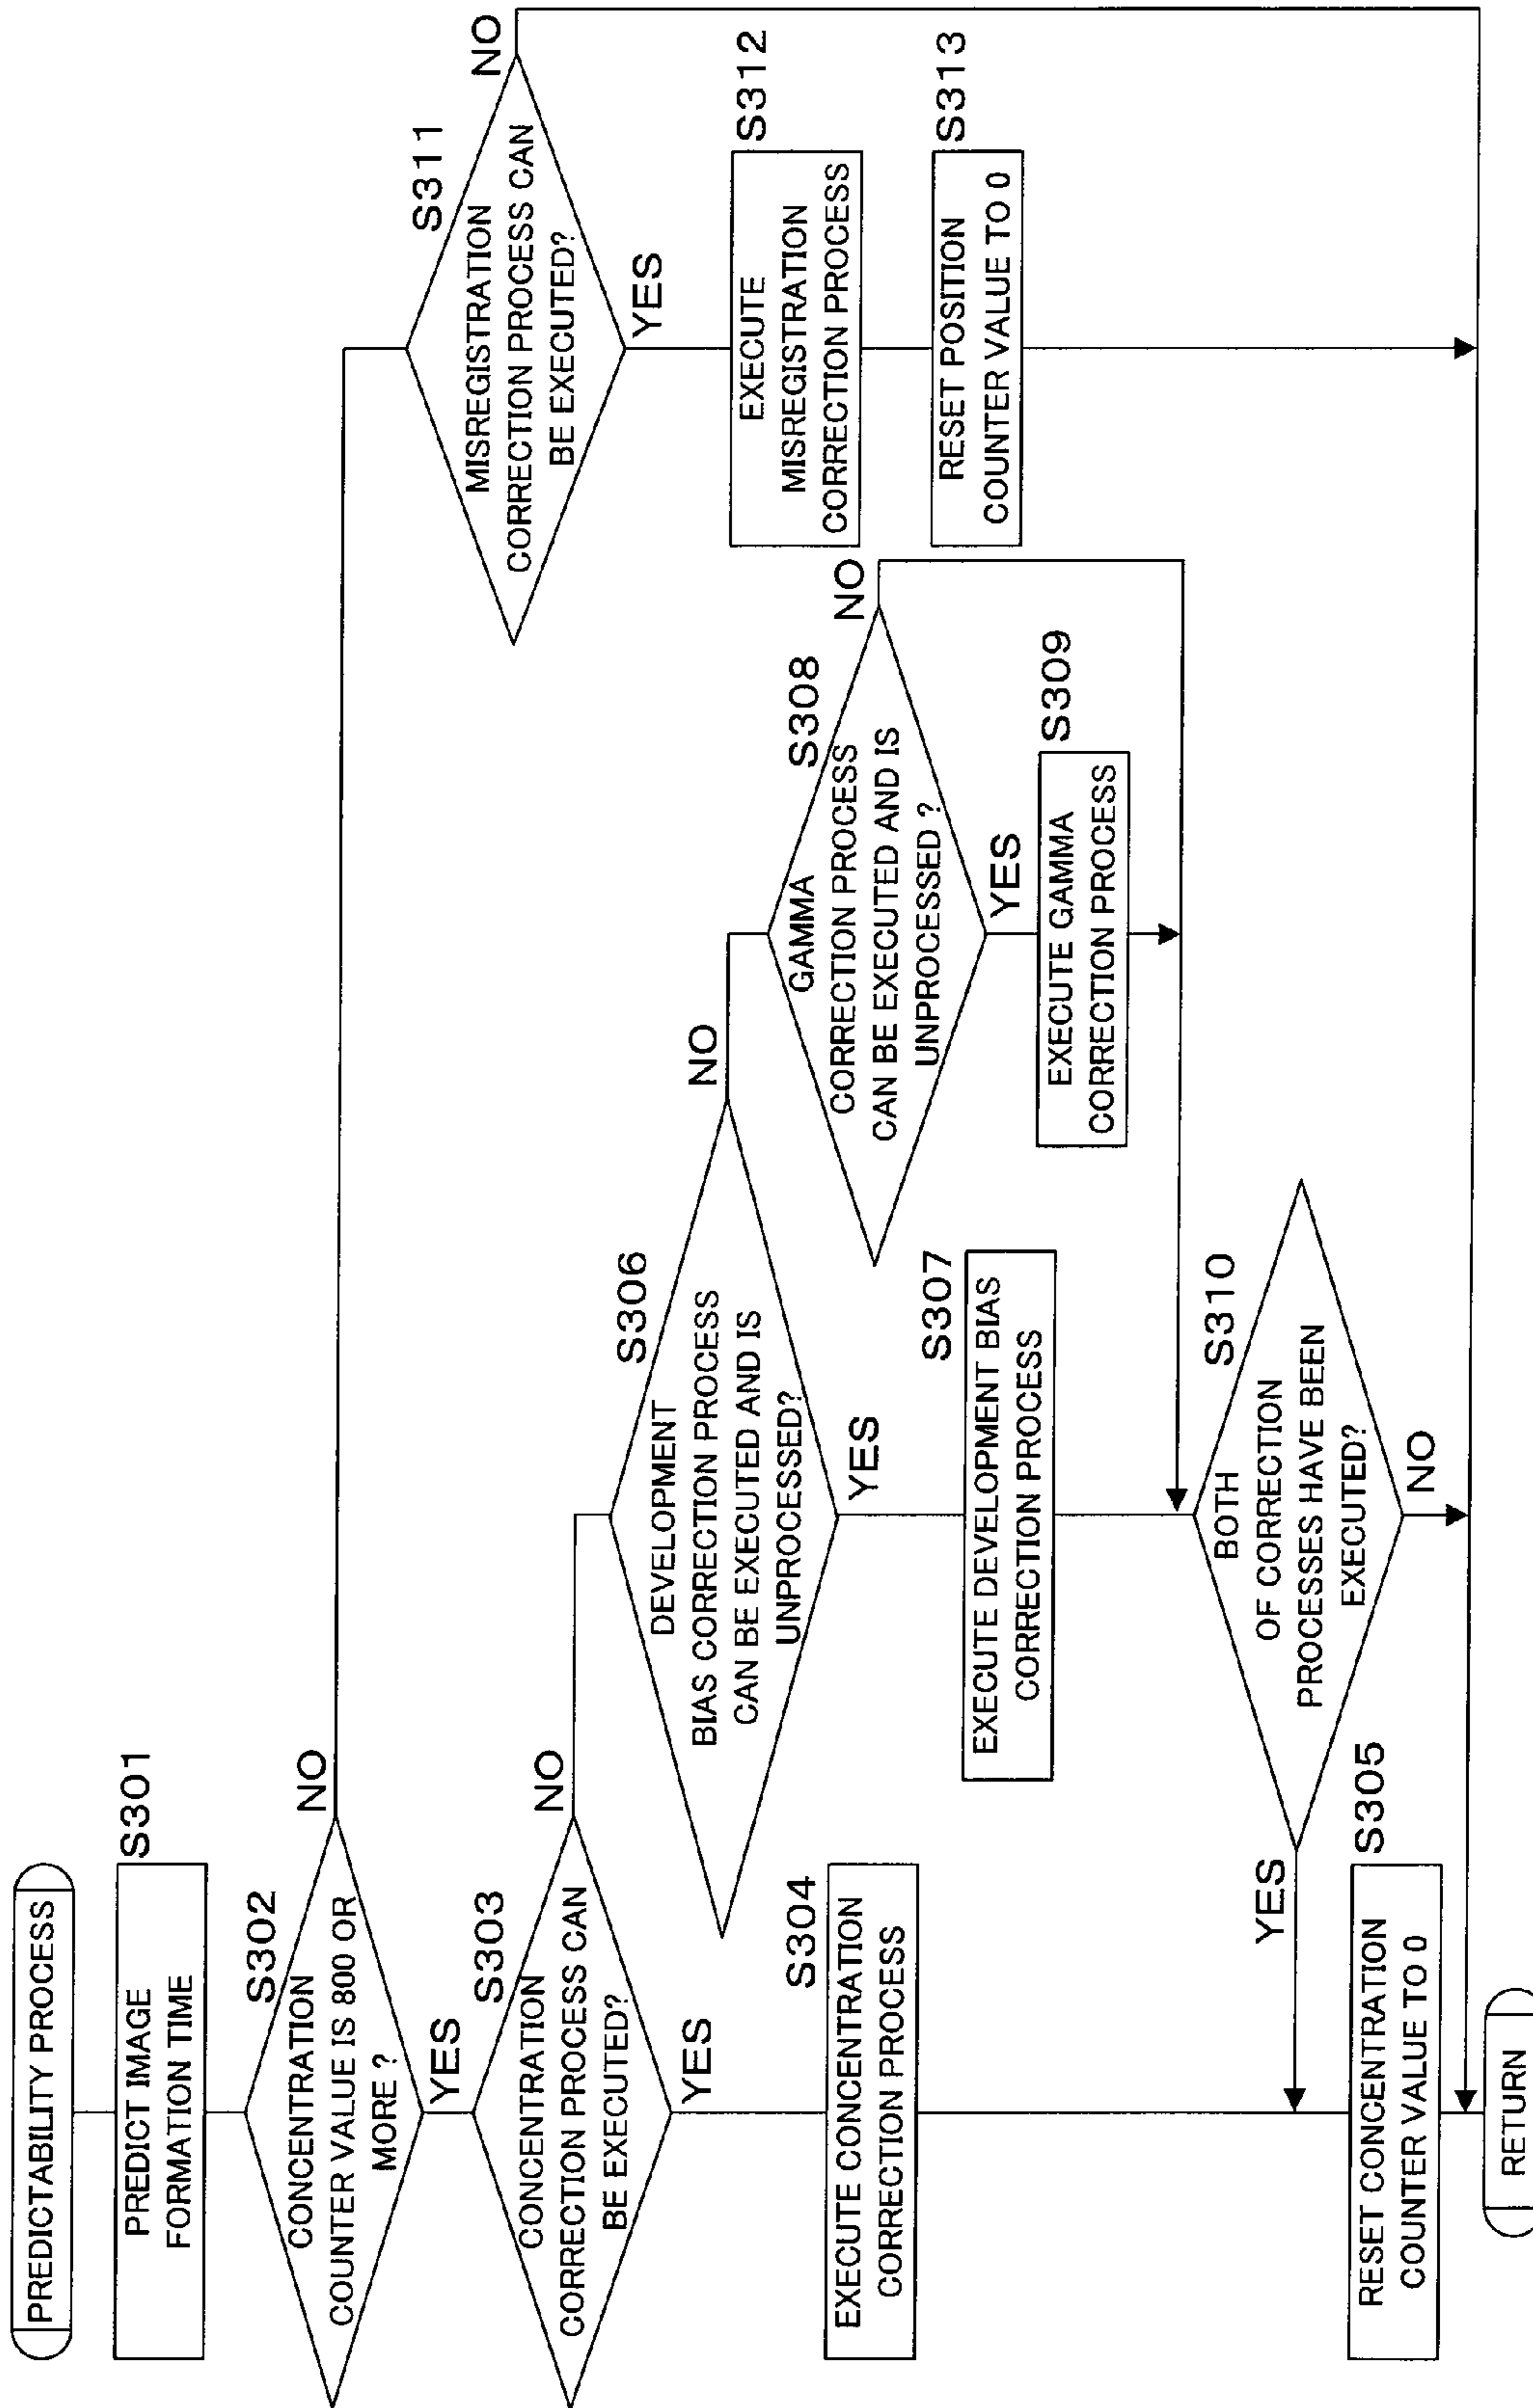 PREDICTABILITY PROCESS
S301
PREDICT IMAGE
FORMATION TIME
S302
CONCENTRATION
COUNTER VALUE IS 800 OR
MORE ?
NO
YES
S303
CONCENTRATION
CORRECTION PROCESS CAN
BE EXECUTED?
NO
YES
S304
EXECUTE CONCENTRATION
CORRECTION PROCESS
YES
S305
RESET CONCENTRATION
COUNTER VALUE TO 0
RETURN
S306
DEVELOPMENT
BIAS CORRECTION PROCESS
CAN BE EXECUTED AND IS
UNPROCESSED?
NO
YES
S307
EXECUTE DEVELOPMENT BIAS
CORRECTION PROCESS
S310
BOTH
OF CORRECTION
PROCESSES HAVE BEEN
EXECUTED?
NO
S308
GAMMA
CORRECTION PROCESS
CAN BE EXECUTED AND IS
UNPROCESSED ?
NO
YES
S309
EXECUTE GAMMA
CORRECTION PROCESS
S311
MISREGISTRATION
CORRECTION PROCESS CAN
BE EXECUTED?
NO
YES
S312
EXECUTE
MISREGISTRATION
CORRECTION PROCESS
S313
RESET POSITION
COUNTER VALUE TO 0